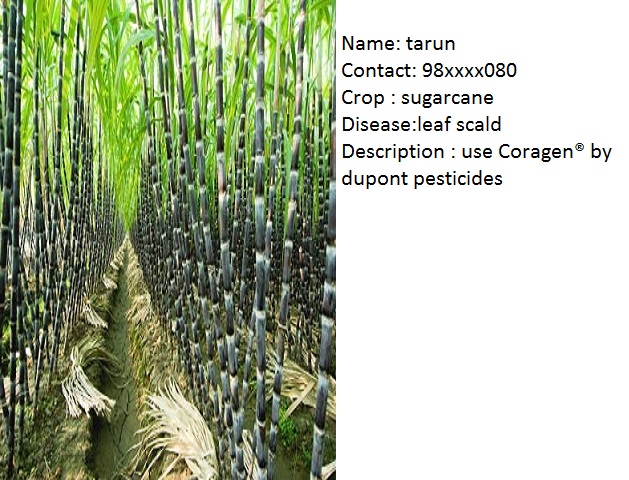 Name: tarun
Contact: 98xxxx080
Crop : sugarcane
Disease:leaf scald
Description : use Coragen® by
dupont pesticides